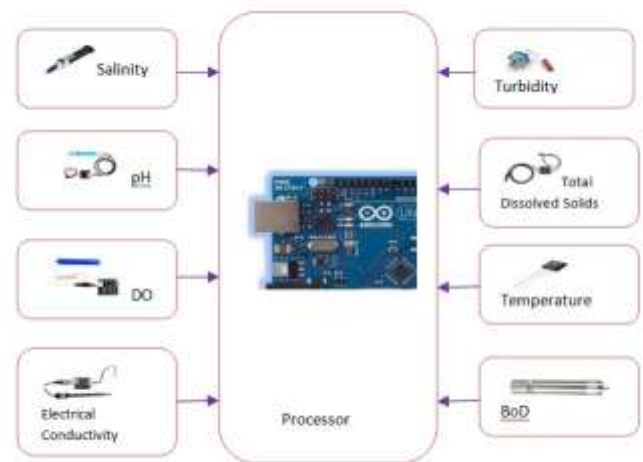 Salinity
pH
DO
Electrical
Conductivity
Processor
Turbidity
Total
Dissolved Solids
Temperature
BoD